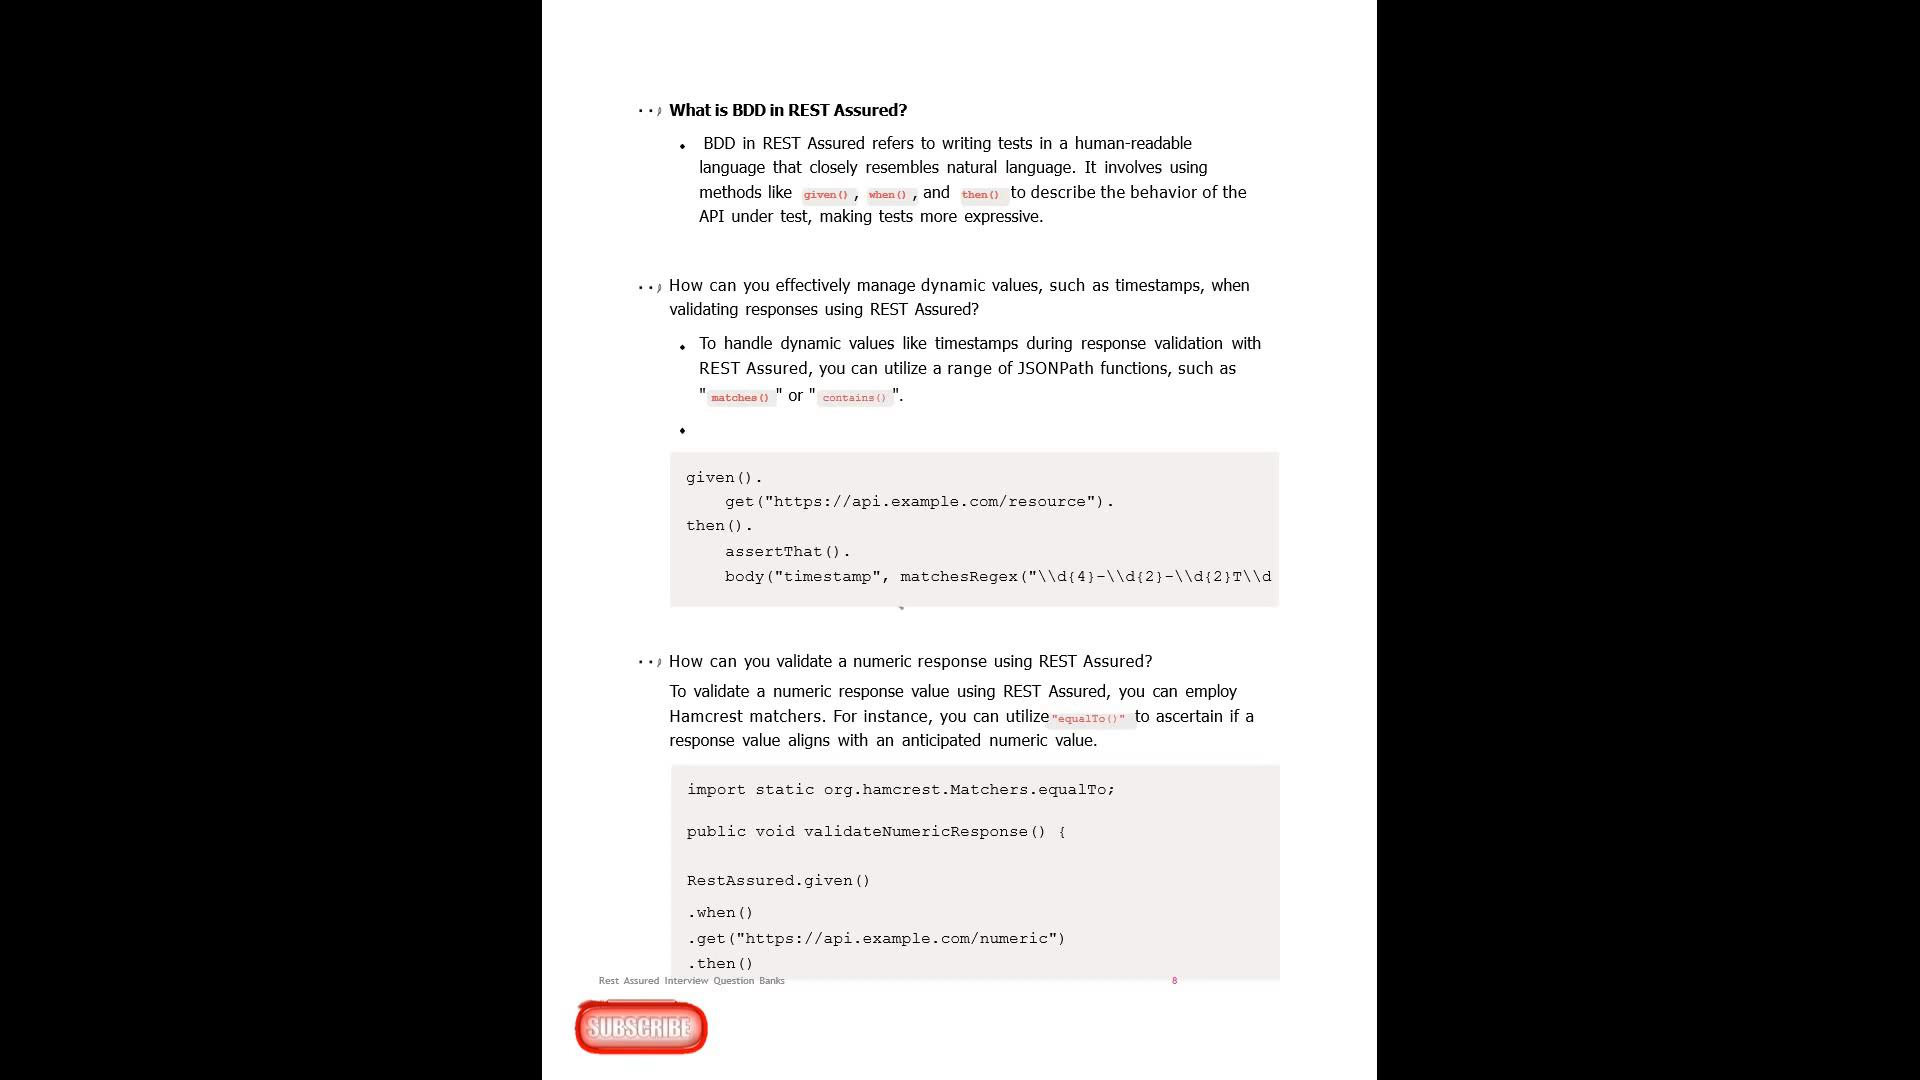 What is BDD in REST Assured?
BDD in REST Assured refers to writing tests in a human-readable
language that closely resembles natural language. It involves using
methods like given() , when() , and then() to describe the behavior of the
API under test, making tests more expressive.
How can you effectively manage dynamic values, such as timestamps, when
validating responses using REST Assured?
To handle dynamic values like timestamps during response validation with
REST Assured, you can utilize a range of JSONPath functions, such as
" matches() " or " contains() ".
given().
get("https://api.example.com/resource").
then().
assertThat().
body("timestamp", matchesRegex("\\d{4}-\\d{2}-\\d{2}T\\d
How can you validate a numeric response using REST Assured?
To validate a numeric response value using REST Assured, you can employ
Hamcrest matchers. For instance, you can utilize "equalTo()" to ascertain if a
response value aligns with an anticipated numeric value.
import static org.hamcrest.Matchers.equalTo;
public void validateNumericResponse() {
RestAssured.given()
.when()
.get("https://api.example.com/numeric")
.then()
Rest Assured Interview Question Banks 8
SUBSCRIBE